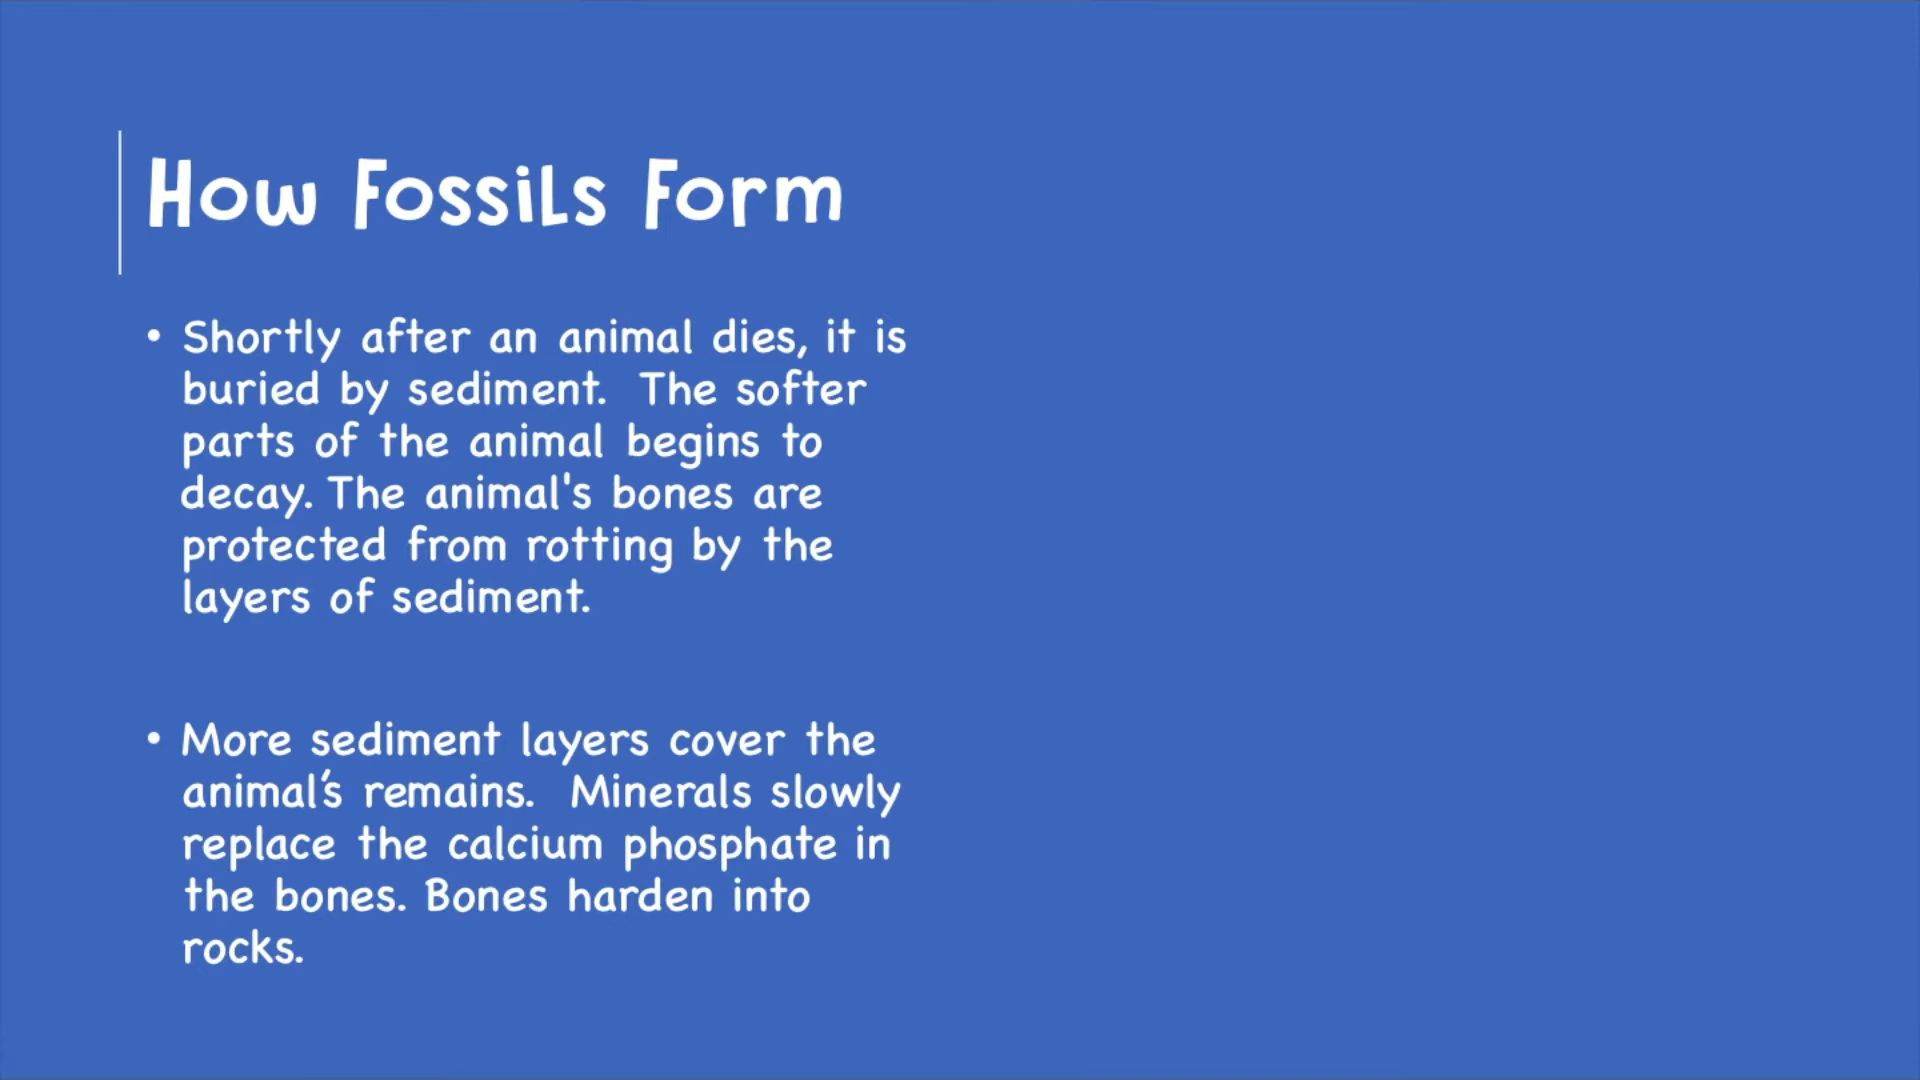 How Fossils Form
• Shortly after an animal dies, it is
buried by sediment.  The softer
parts of the animal begins to
decay. The animal's bones are
protected from rotting by the
layers of sediment.
• More sediment layers cover the
animal’s remains.  Minerals slowly
replace the calcium phosphate in
the bones. Bones harden into
rocks.